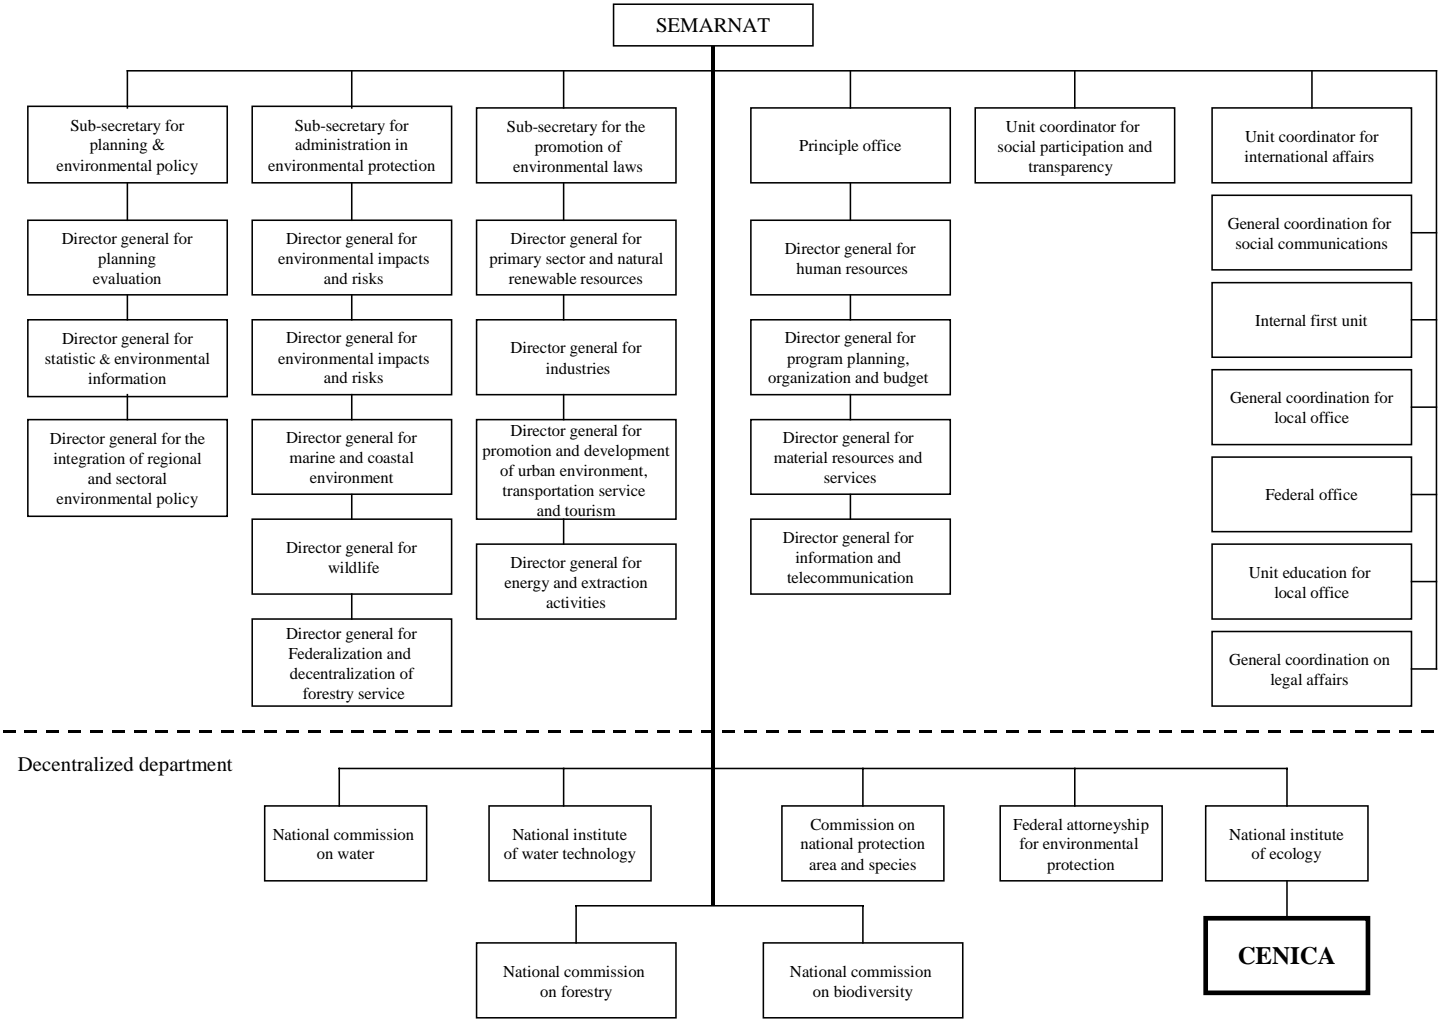 SEMARNAT
Sub-secretary for
planning &
environmental policy
Director general for
planning
evaluation
Director general for
statistic & environmental
information
Director general for the
integration of regional
and sectoral
environmental policy
Sub-secretary for
administration in
environmental protection
Director general for
environmental impacts
and risks
Director general for
environmental impacts
and risks
Director general for
marine and coastal
environment
Director general for
wildlife
Director general for
Federalization and
decentralization of
forestry service
Sub-secretary for the
promotion of
environmental laws
Director general for
primary sector and natural
renewable resources
Director general for
industries
Director general for
promotion and development
of urban environment,
transportation service
and tourism
Director general for
energy and extraction
activities
Principle office
Director general for
human resources
Director general for
program planning,
organization and budget
Director general for
material resources and
services
Director general for
information and
telecommunication
Unit coordinator for
social participation and
transparency
Unit coordinator for
international affairs
General coordination for
social communications
Internal first unit
General coordination for
local office
Federal office
Unit education for
local office
General coordination on
legal affairs
Decentralized department
National commission
on water
National institute
of water technology
Commission on
national protection
area and species
Federal attorneyship
for environmental
protection
National institute
of ecology
National commission
on forestry
National commission
on biodiversity
CENICA